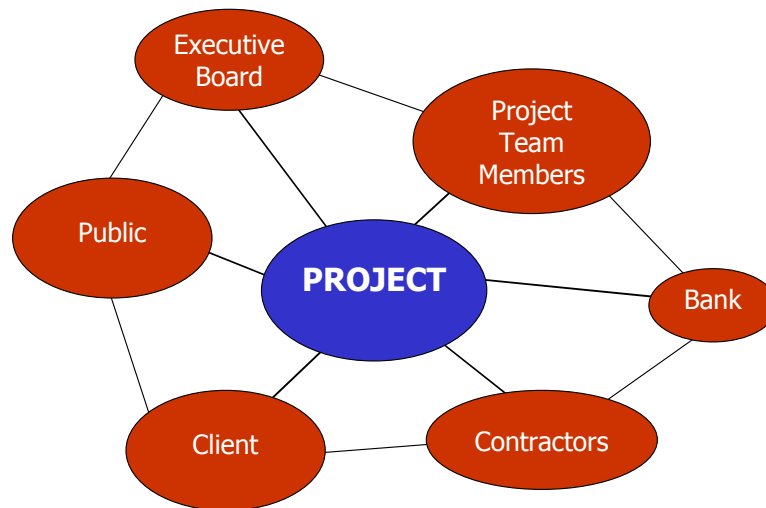 Executive
Board
Project
Team
Members
Public
PROJECT
Bank
Client
Contractors